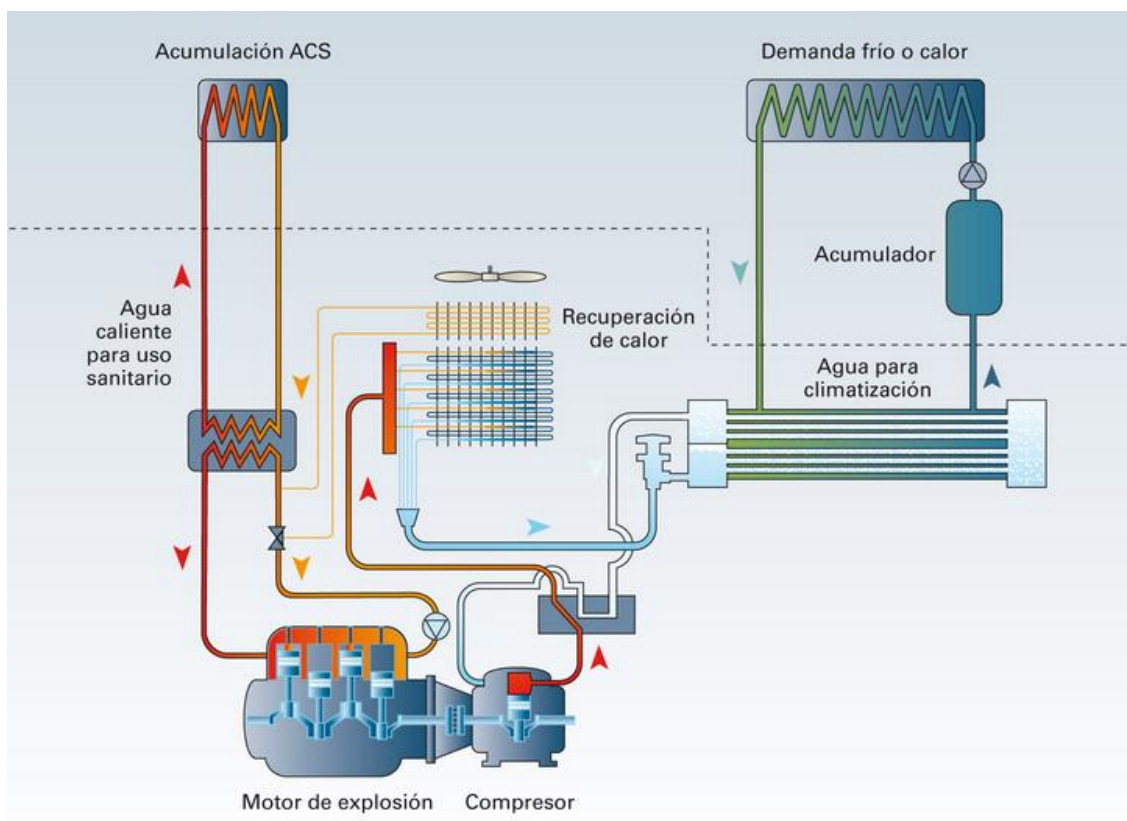 Acumulación ACS
Demanda frío o calor
Acumulador
Agua
caliente
para uso
sanitario
Recuperación
de calor
Agua para
climatización
Motor de explosión
Compresor